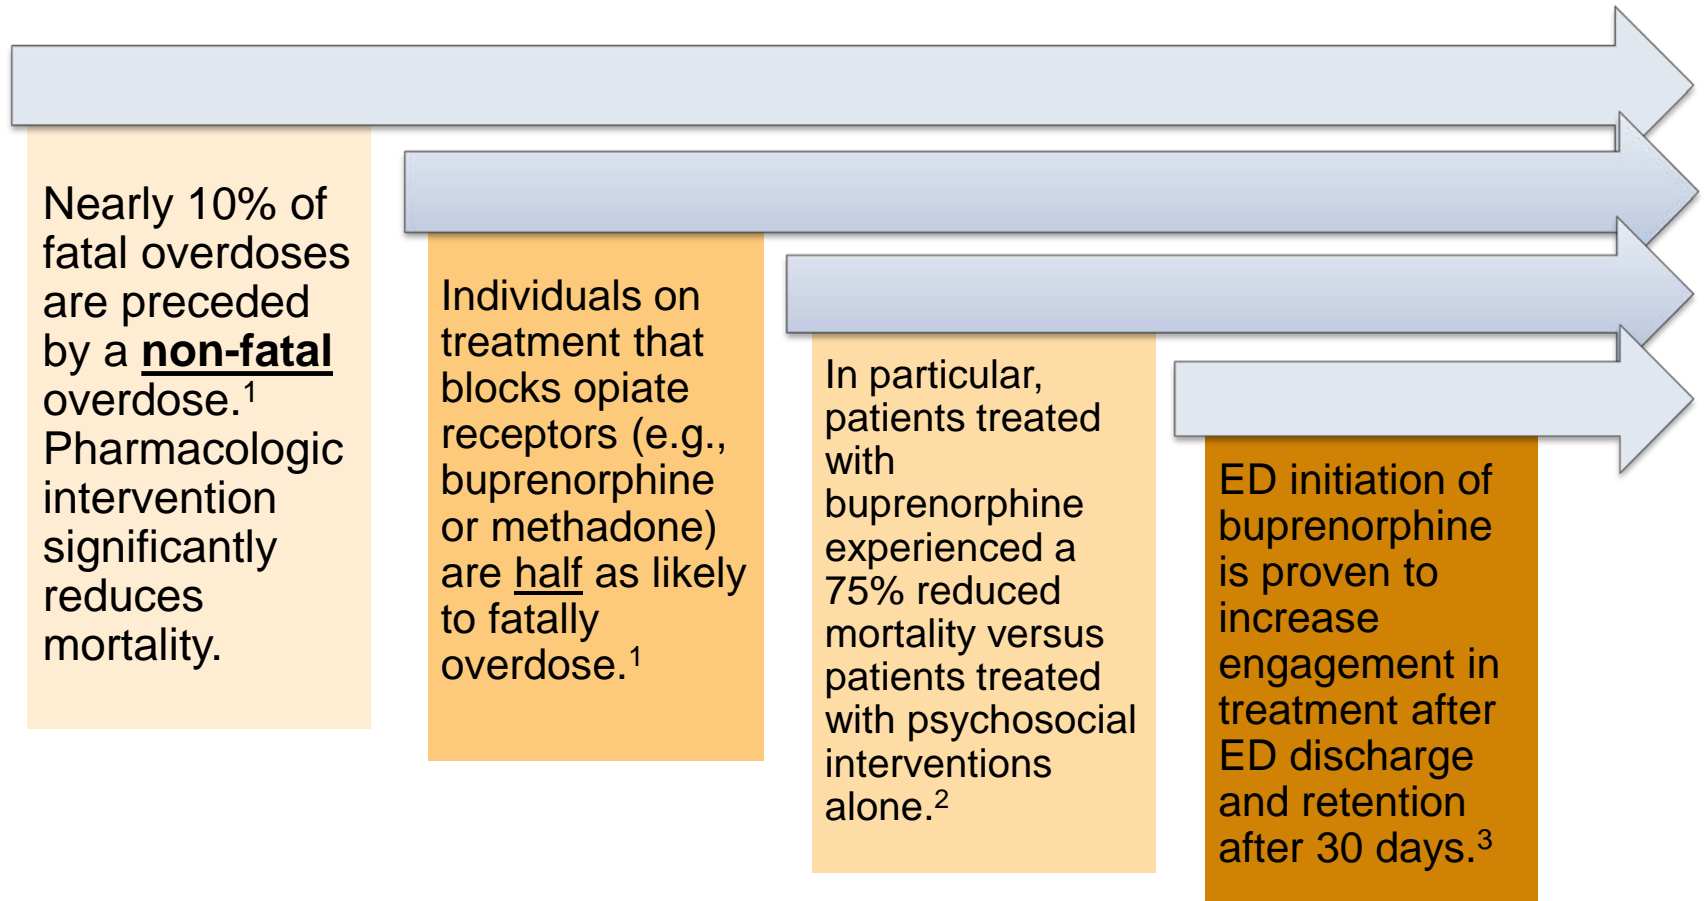 Nearly 10% of
fatal overdoses
are preceded
by a non-fatal
overdose.¹
Pharmacologic
intervention
significantly
reduces
mortality.
Individuals on
treatment that
blocks opiate
receptors (e.g.,
buprenorphine
or methadone)
are half as likely
to fatally
overdose.¹
In particular,
patients treated
with
buprenorphine
experienced a
75% reduced
mortality versus
patients treated
with psychosocial
interventions
alone.²
ED initiation of
buprenorphine
is proven to
increase
engagement in
treatment after
ED discharge
and retention
after 30 days.³